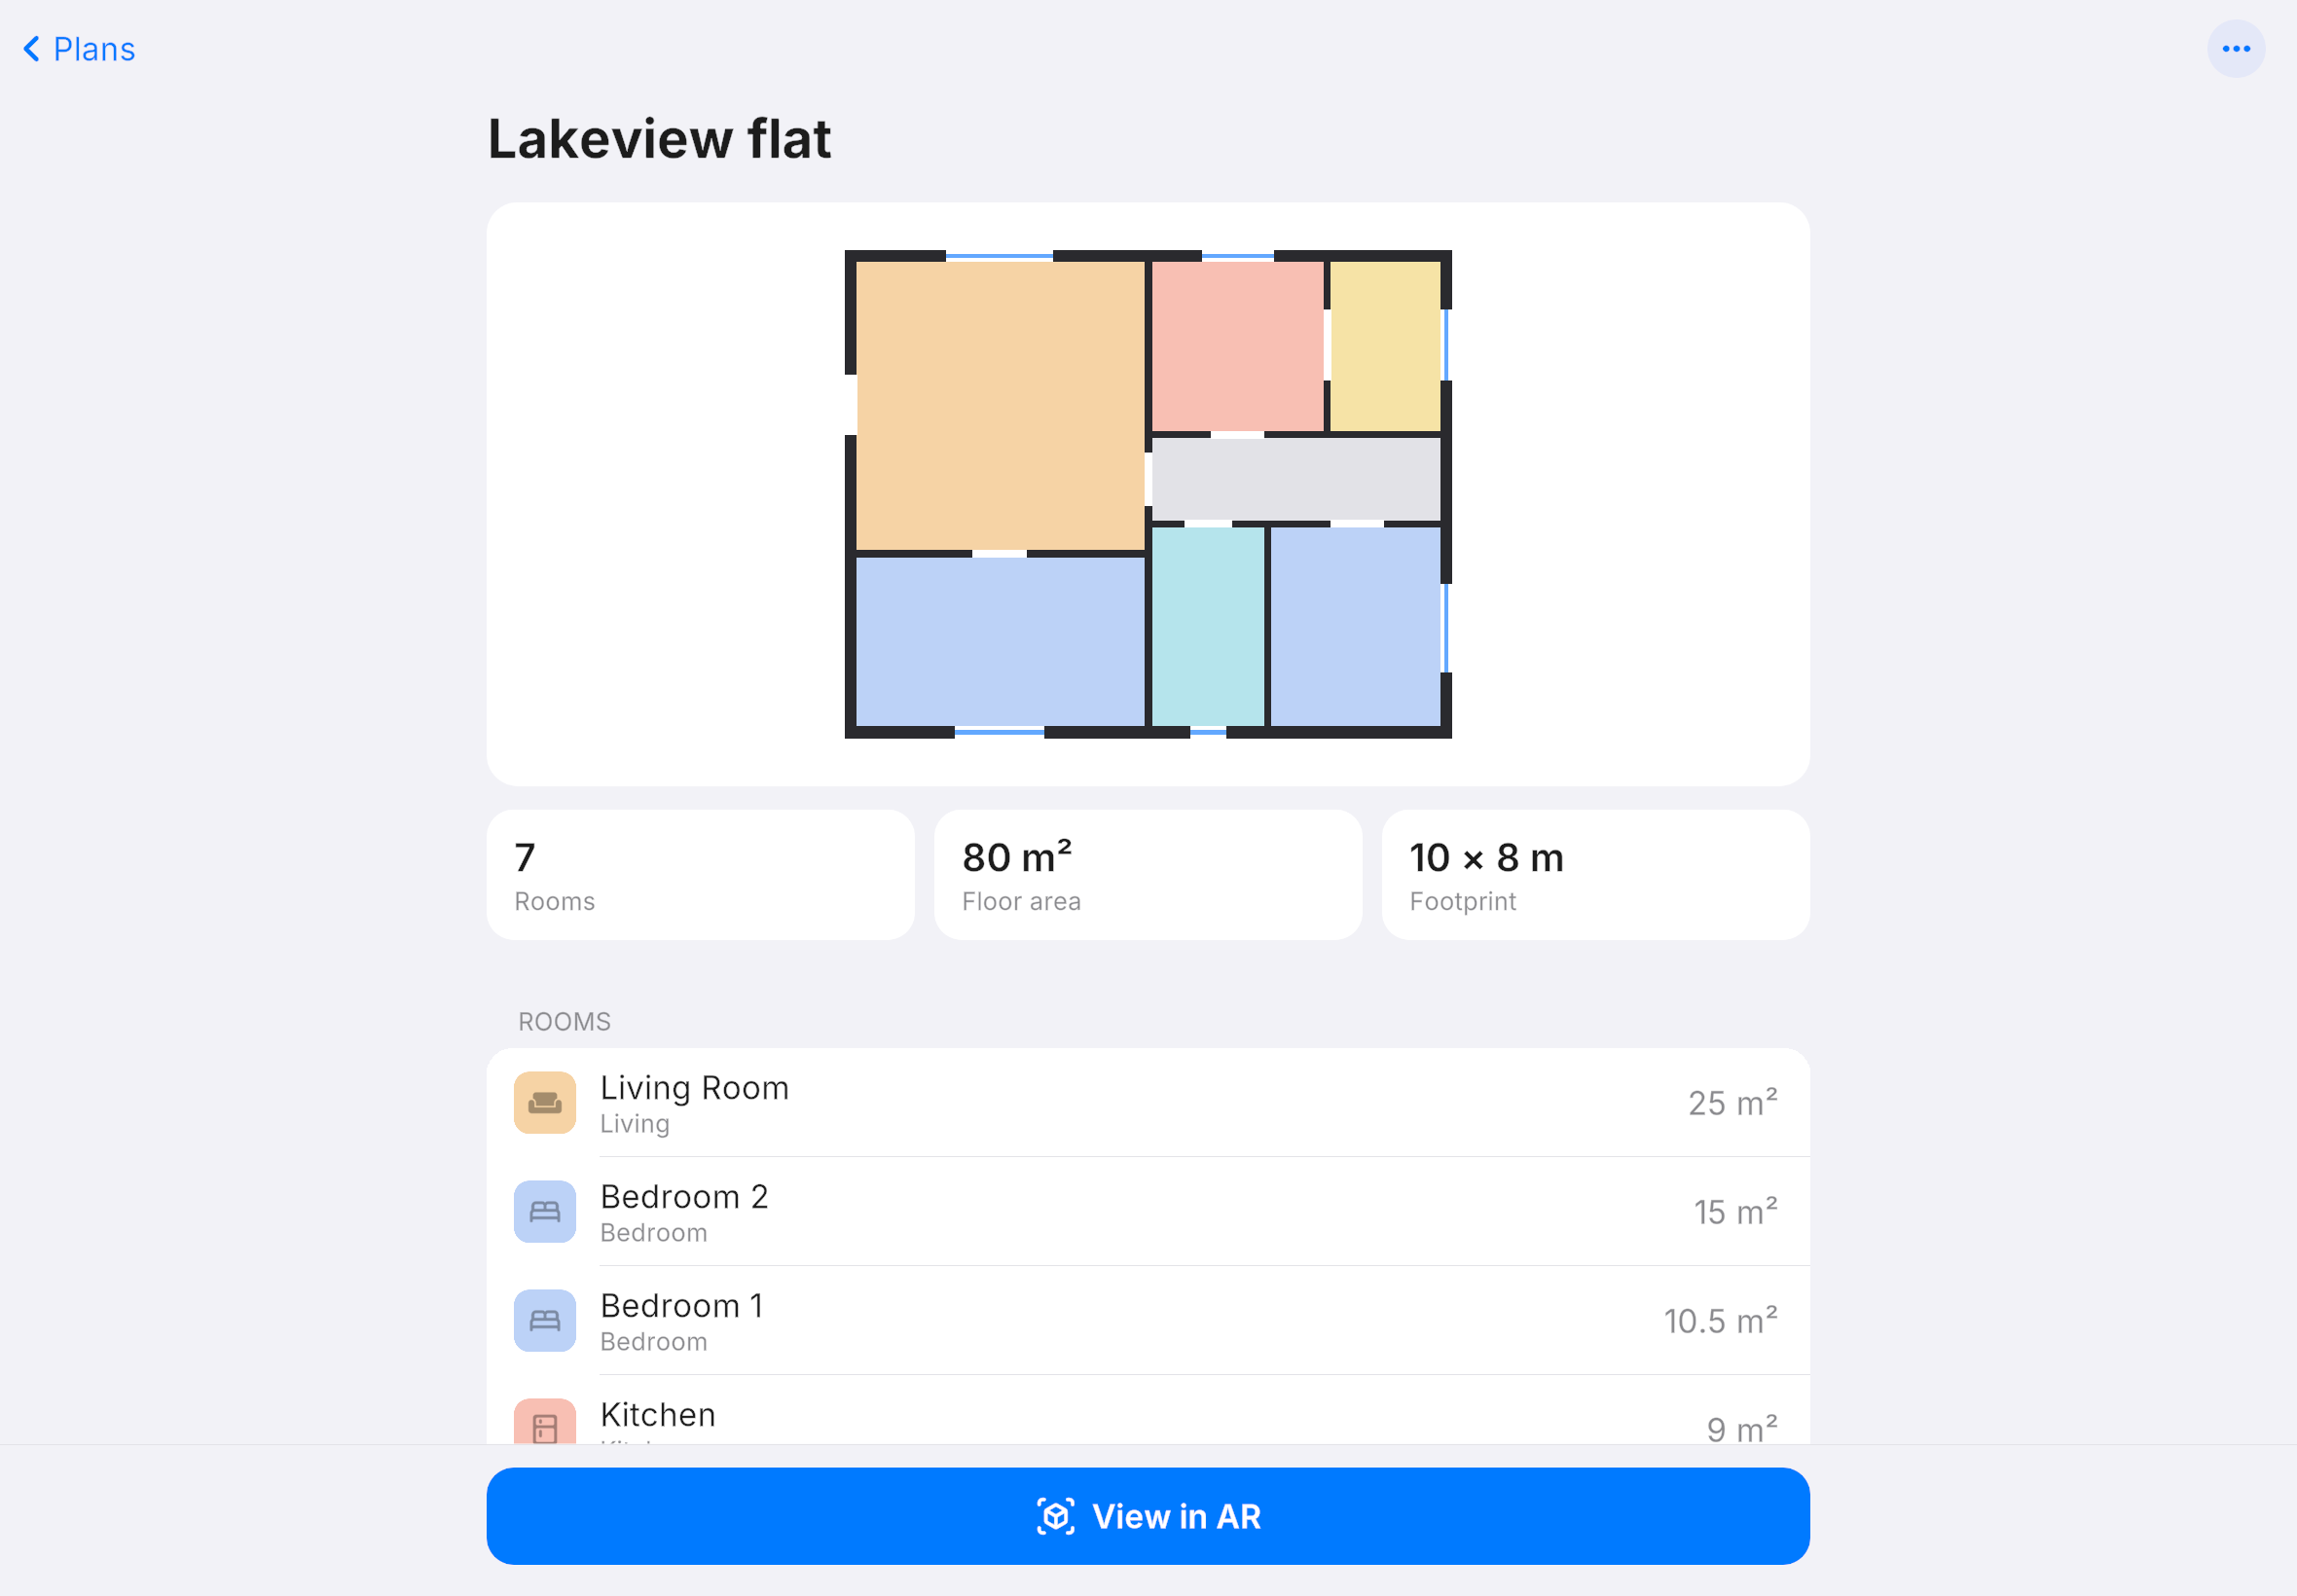 Plans
Lakeview flat
7
Rooms
80 m²
Floor area
10 × 8 m
Footprint
ROOMS
Living Room
Living
25 m²
Bedroom 2
Bedroom
15 m²
Bedroom 1
Bedroom
10.5 m²
Kitchen
9 m²
View in AR